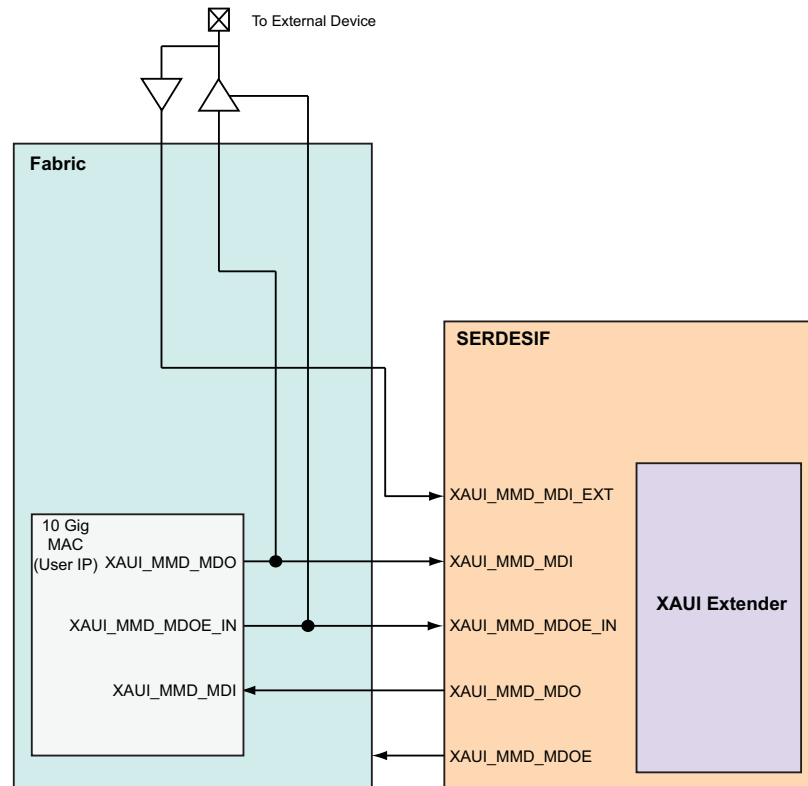 To External Device
Fabric
SERDESIF
XAUI_MMD_MDI_EXT
10 Gig
MAC
(User IP)
XAUI_MMD_MDO
XAUI_MMD_MDI
XAUI_MMD_MDOE_IN
XAUI_MMD_MDOE_IN
XAUI Extender
XAUI_MMD_MDI
XAUI_MMD_MDO
XAUI_MMD_MDOE